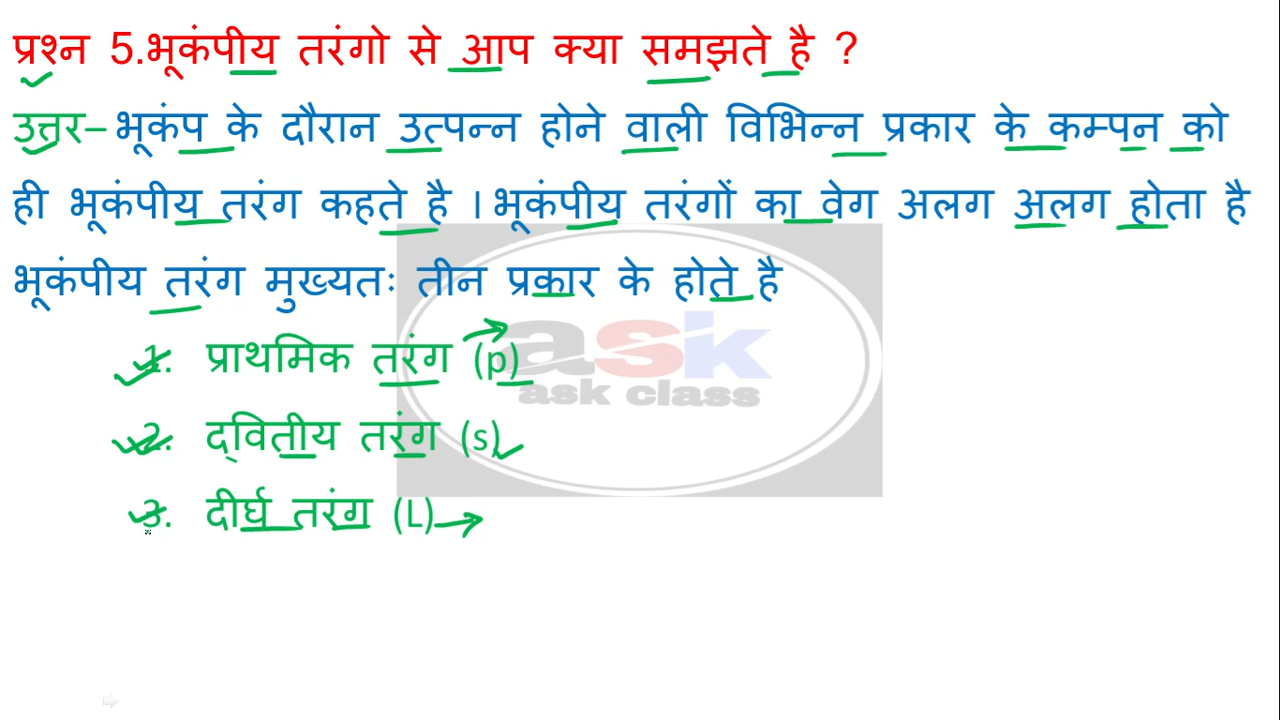 प्रश्न 5.भूकंपीय तरंगो से आप क्या समझते है ?
उत्तर– भूकंप के दौरान उत्पन्न होने वाली विभिन्न प्रकार के कम्पन को
ही भूकंपीय तरंग कहते है । भूकंपीय तरंगों का वेग अलग अलग होता है
भूकंपीय तरंग मुख्यतः तीन प्रकार के होते है
1. प्राथमिक तरंग (p)
2. द्वितीय तरंग (s)
3. दीर्घ तरंग (L)
ask
ask class